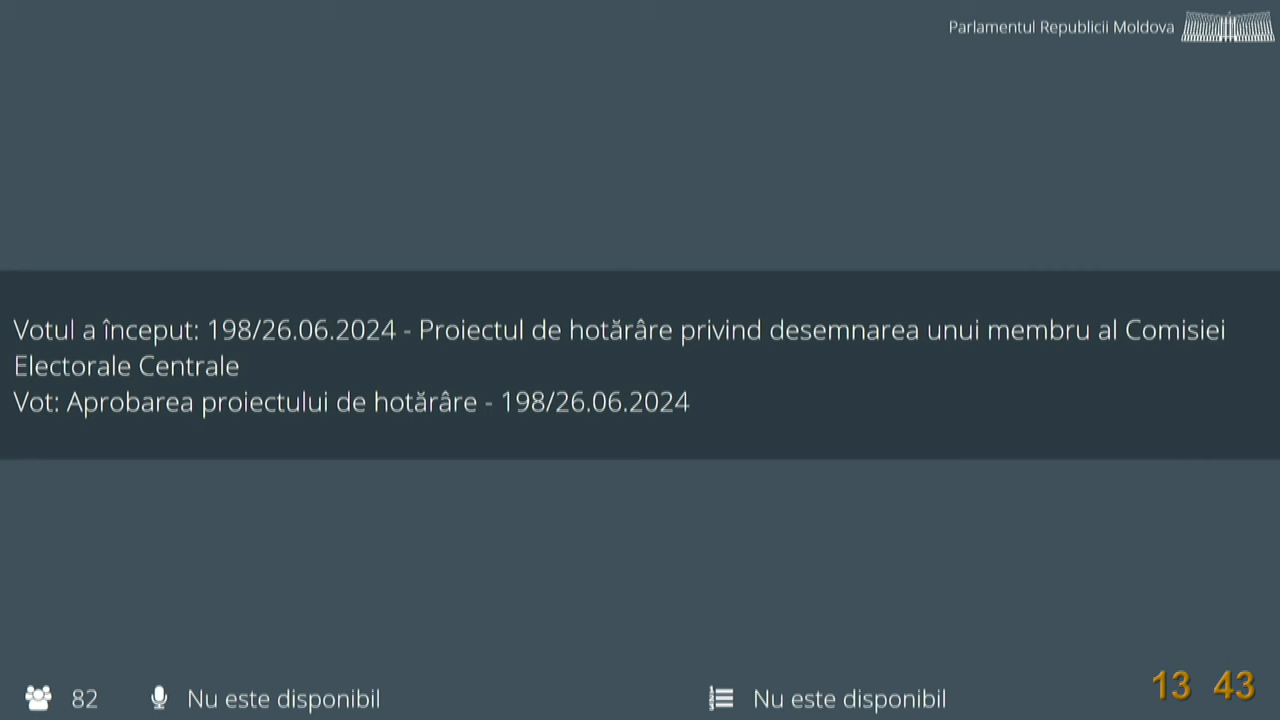 Parlamentul Republicii Moldova
Votul a început: 198/26.06.2024 - Proiectul de hotărâre privind desemnarea unui membru al Comisiei
Electorale Centrale
Vot: Aprobarea proiectului de hotărâre - 198/26.06.2024
82 Nu este disponibil Nu este disponibil 13 43